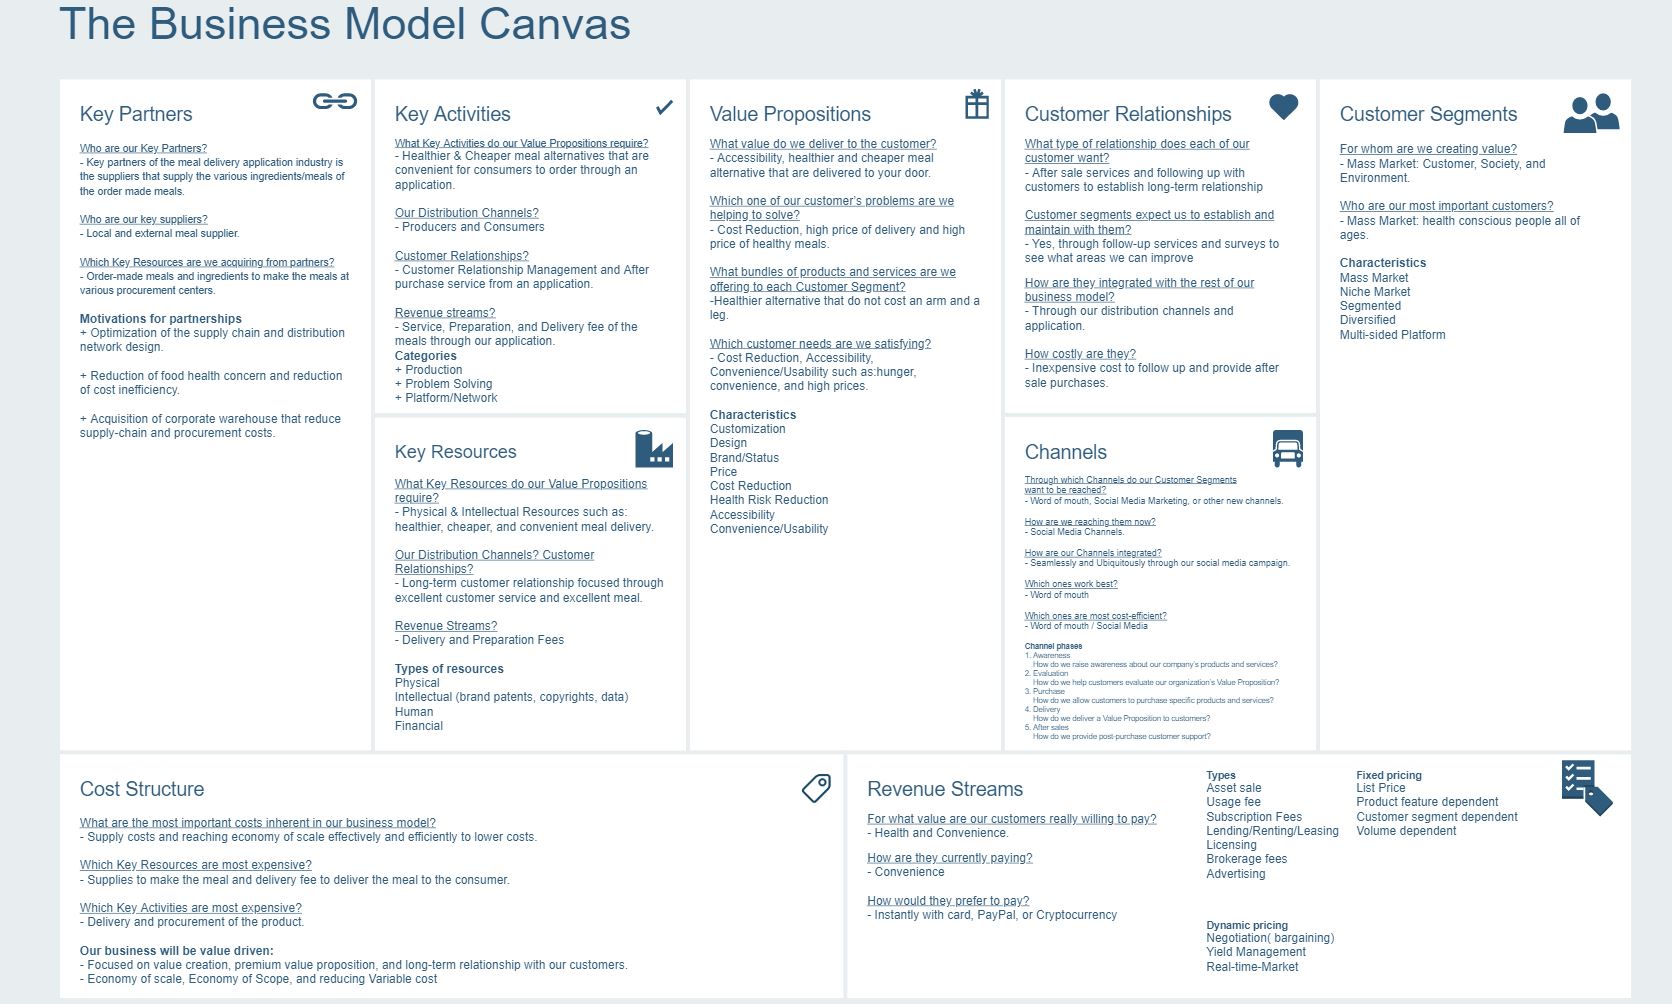 The Business Model Canvas
Key Partners
Who are our Key Partners?
- Key partners of the meal delivery application industry is
the suppliers that supply the various ingredients/meals of
the order made meals.
Who are our key suppliers?
- Local and external meal supplier.
Which Key Resources are we acquiring from partners?
- Order-made meals and ingredients to make the meals at
various procurement centers.
Motivations for partnerships
+ Optimization of the supply chain and distribution
network design.
+ Reduction of food health concern and reduction
of cost inefficiency.
+ Acquisition of corporate warehouse that reduce
supply-chain and procurement costs.
Key Activities
What Key Activities do our Value Propositions require?
- Healthier & Cheaper meal alternatives that are
convenient for consumers to order through an
application.
Our Distribution Channels?
- Producers and Consumers
Customer Relationships?
- Customer Relationship Management and After
purchase service from an application.
Revenue streams?
- Service, Preparation, and Delivery fee of the
meals through our application.
Categories
+ Production
+ Problem Solving
+ Platform/Network
Key Resources
What Key Resources do our Value Propositions
require?
- Physical & Intellectual Resources such as:
healthier, cheaper, and convenient meal delivery.
Our Distribution Channels? Customer
Relationships?
- Long-term customer relationship focused through
excellent customer service and excellent meal.
Revenue Streams?
- Delivery and Preparation Fees
Types of resources
Physical
Intellectual (brand patents, copyrights, data)
Human
Financial
Value Propositions
What value do we deliver to the customer?
- Accessibility, healthier and cheaper meal
alternative that are delivered to your door.
Which one of our customer's problems are we
helping to solve?
- Cost Reduction, high price of delivery and high
price of healthy meals.
What bundles of products and services are we
offering to each Customer Segment?
-Healthier alternative that do not cost an arm and a
leg.
Which customer needs are we satisfying?
- Cost Reduction, Accessibility,
Convenience/Usability such as:hunger,
convenience, and high prices.
Characteristics
Customization
Design
Brand/Status
Price
Cost Reduction
Health Risk Reduction
Accessibility
Convenience/Usability
Customer Relationships
What type of relationship does each of our
customer want?
- After sale services and following up with
customers to establish long-term relationship
Customer segments expect us to establish and
maintain with them?
- Yes, through follow-up services and surveys to
see what areas we can improve
How are they integrated with the rest of our
business model?
- Through our distribution channels and
application.
How costly are they?
- Inexpensive cost to follow up and provide after
sale purchases.
Channels
Through which Channels do our Customer Segments
want to be reached?
- Word of mouth, Social Media Marketing, or other new channels.
How are we reaching them now?
- Social Media Channels.
How are our Channels integrated?
- Seamlessly and Ubiquitously through our social media campaign.
Which ones work best?
- Word of mouth
Which ones are most cost-efficient?
- Word of mouth / Social Media
Channel phases
1. Awareness
How do we raise awareness about our company's products and services?
2. Evaluation
How do we help customers evaluate our organization's Value Proposition?
3. Purchase
How do we allow customers to purchase specific products and services?
4. Delivery
How do we deliver a Value Proposition to customers?
5. After sales
How do we provide post-purchase customer support?
Customer Segments
For whom are we creating value?
- Mass Market: Customer, Society, and
Environment.
Who are our most important customers?
- Mass Market: health conscious people all of
ages.
Characteristics
Mass Market
Niche Market
Segmented
Diversified
Multi-sided Platform
Cost Structure
What are the most important costs inherent in our business model?
- Supply costs and reaching economy of scale effectively and efficiently to lower costs.
Which Key Resources are most expensive?
- Supplies to make the meal and delivery fee to deliver the meal to the consumer.
Which Key Activities are most expensive?
- Delivery and procurement of the product.
Our business will be value driven:
- Focused on value creation, premium value proposition, and long-term relationship with our customers.
- Economy of scale, Economy of Scope, and reducing Variable cost
Revenue Streams
For what value are our customers really willing to pay?
- Health and Convenience.
How are they currently paying?
- Convenience
How would they prefer to pay?
- Instantly with card, PayPal, or Cryptocurrency
Types
Asset sale
Usage fee
Subscription Fees
Lending/Renting/Leasing
Licensing
Brokerage fees
Advertising
Fixed pricing
List Price
Product feature dependent
Customer segment dependent
Volume dependent
Dynamic pricing
Negotiation( bargaining)
Yield Management
Real-time-Market